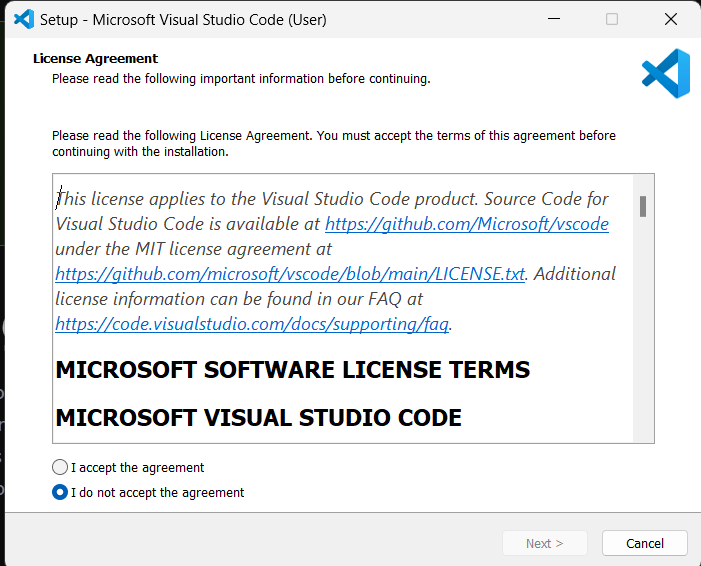 Setup - Microsoft Visual Studio Code (User)
License Agreement
Please read the following important information before continuing.
Please read the following License Agreement. You must accept the terms of this agreement before
continuing with the installation.
This license applies to the Visual Studio Code product. Source Code for
Visual Studio Code is available at https://github.com/Microsoft/vscode
under the MIT license agreement at
https://github.com/microsoft/vscode/blob/main/LICENSE.txt. Additional
license information can be found in our FAQ at
https://code.visualstudio.com/docs/supporting/faq.
MICROSOFT SOFTWARE LICENSE TERMS
MICROSOFT VISUAL STUDIO CODE
I accept the agreement
I do not accept the agreement
Next >
Cancel